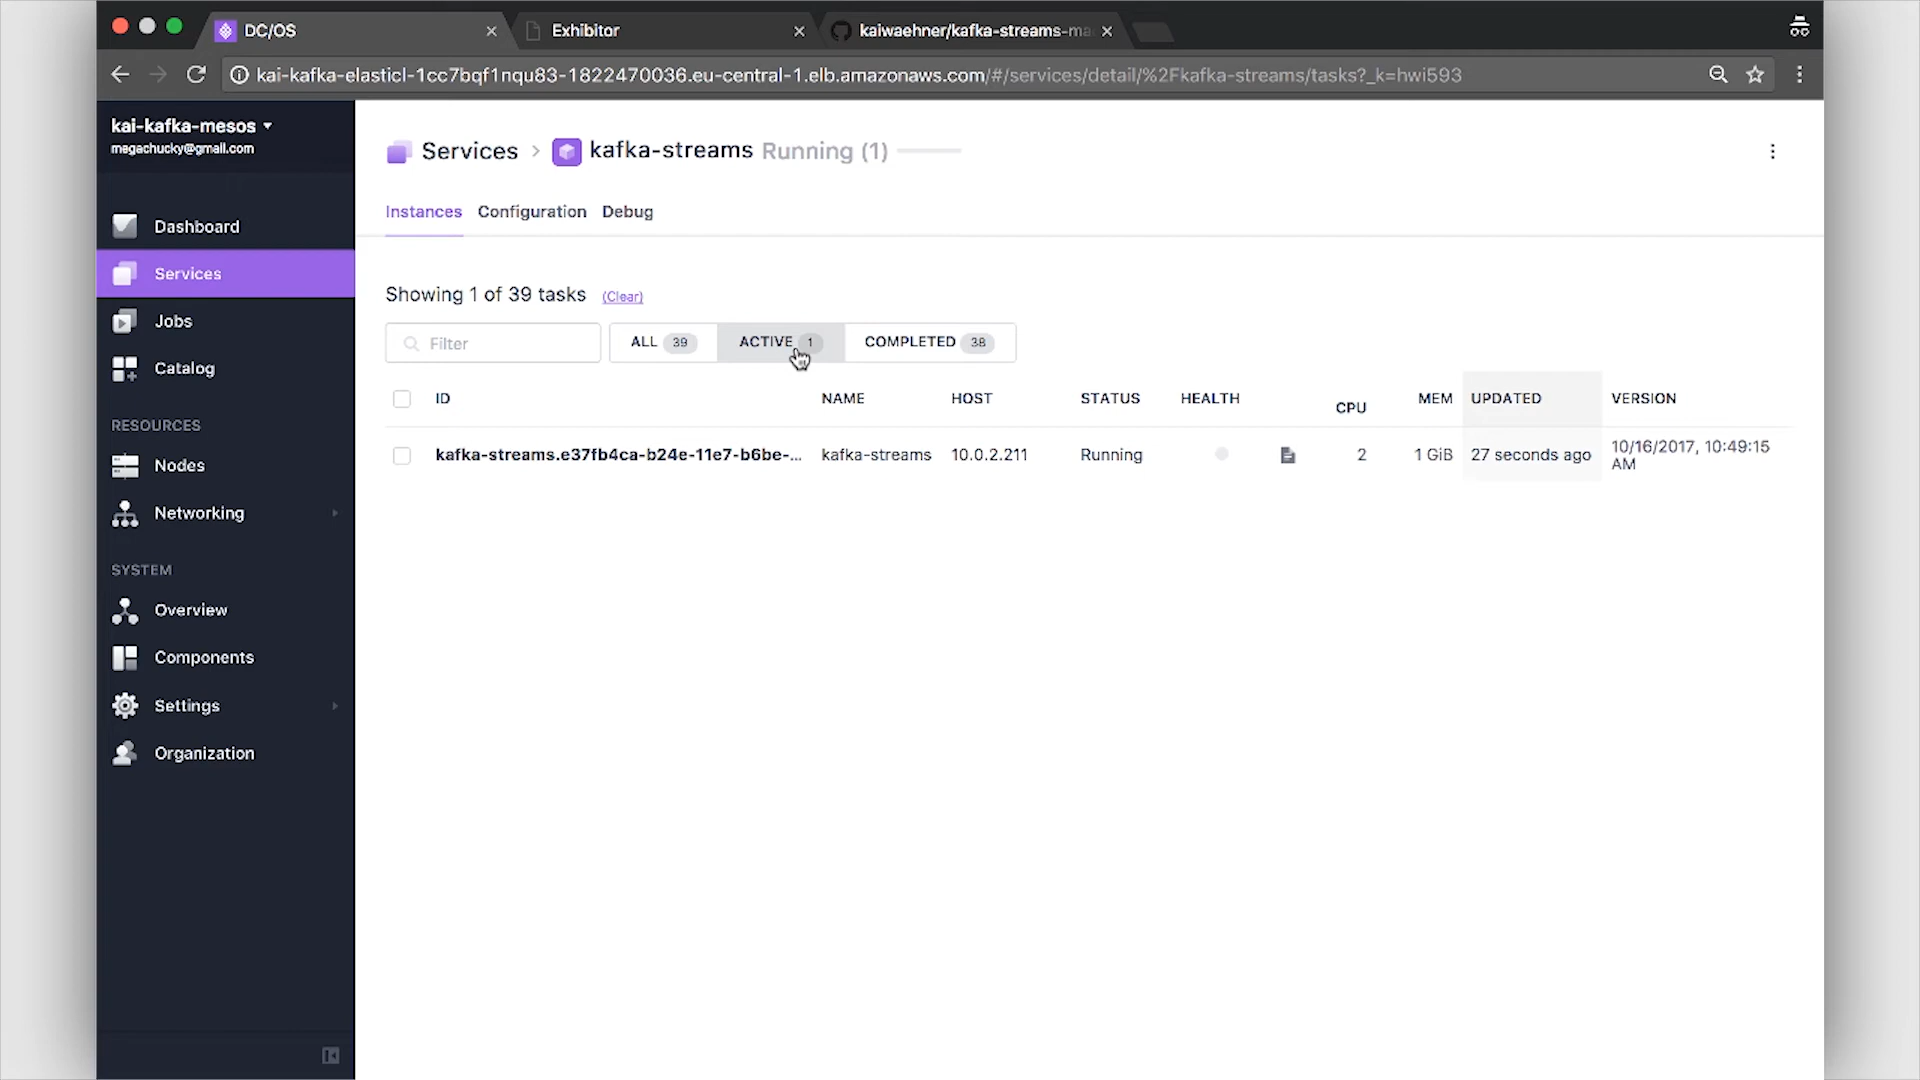 DC/OS
Exhibitor
kaiwaehner/kafka-streams-me
kai-kafka-elasticl-1cc7bqf1nqu83-1822470036.eu-central-1.elb.amazonaws.com/#/services/detail/%2Fkafka-streams/tasks?_k=hwi593
kai-kafka-mesos
megachucky@gmail.com
Dashboard
Services
Jobs
Catalog
RESOURCES
Nodes
Networking
SYSTEM
Overview
Components
Settings
Organization
Services > kafka-streams Running (1)
Instances Configuration Debug
Showing 1 of 39 tasks (Clear)
Filter ALL 39 ACTIVE 1 COMPLETED 38
ID NAME HOST STATUS HEALTH CPU MEM UPDATED VERSION
kafka-streams.e37fb4ca-b24e-11e7-b6be-... kafka-streams 10.0.2.211 Running 2 1 GiB 27 seconds ago 10/16/2017, 10:49:15
AM